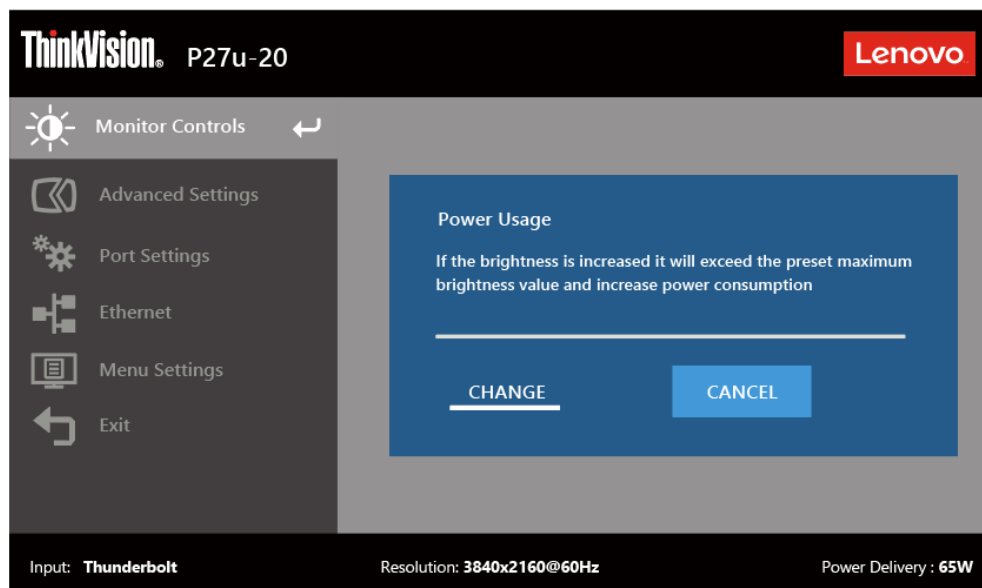 ThinkVision® P27u-20
Lenovo
Monitor Controls
Advanced Settings
Port Settings
Ethernet
Menu Settings
Exit
Power Usage
If the brightness is increased it will exceed the preset maximum
brightness value and increase power consumption
CHANGE
CANCEL
Input: Thunderbolt
Resolution: 3840x2160@60Hz
Power Delivery : 65W